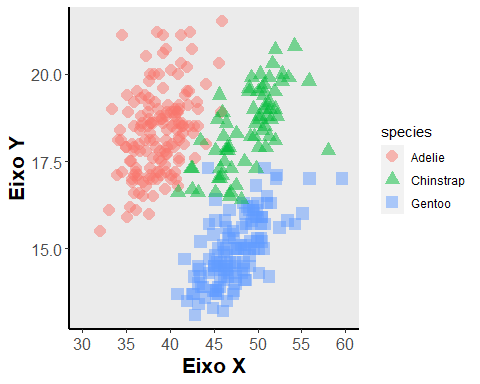 Eixo Y
20.0
17.5
15.0
30 35 40 45 50 55 60
Eixo X
species
Adelie
Chinstrap
Gentoo